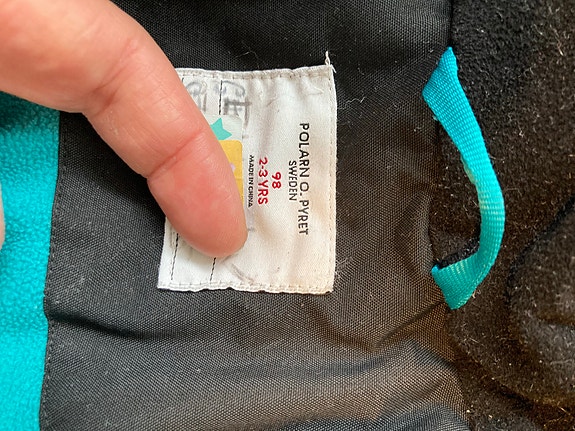 POLARN O. PYRET
SWEDEN
98
2-3 YRS
MADE IN CHINA